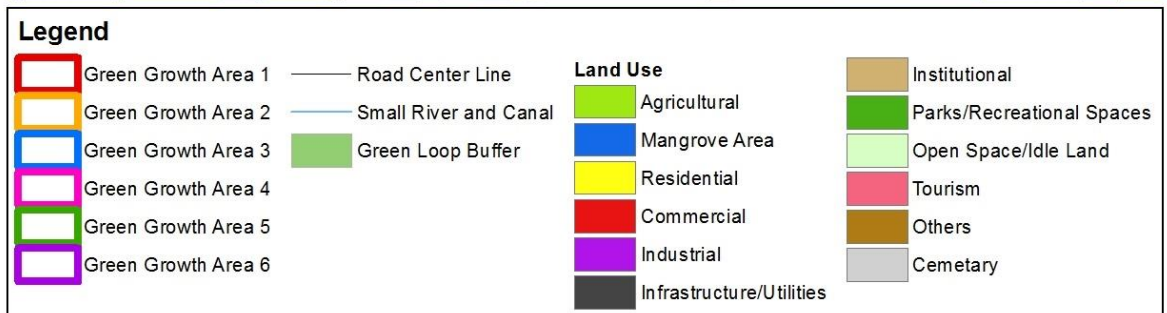 Legend
Green Growth Area 1
Green Growth Area 2
Green Growth Area 3
Green Growth Area 4
Green Growth Area 5
Green Growth Area 6
Road Center Line
Small River and Canal
Green Loop Buffer
Land Use
Agricultural
Mangrove Area
Residential
Commercial
Industrial
Infrastructure/Utilities
Institutional
Parks/Recreational Spaces
Open Space/Idle Land
Tourism
Others
Cemetary